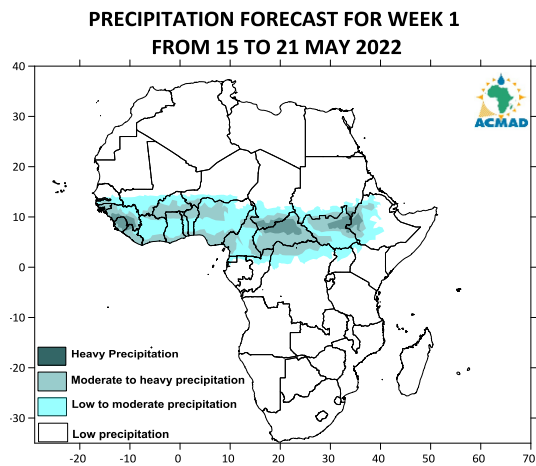 PRECIPITATION FORECAST FOR WEEK 1
FROM 15 TO 21 MAY 2022
40
30
20
10
0
-10
-20
-30
ACMAD
Heavy Precipitation
Moderate to heavy precipitation
Low to moderate precipitation
Low precipitation
-20 -10 0 10 20 30 40 50 60 70